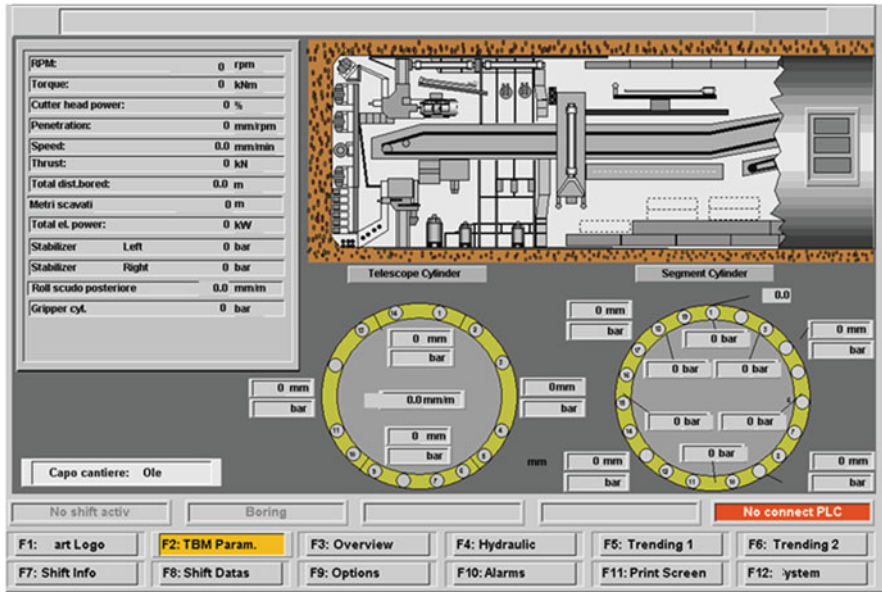 RPM: 0 rpm
Torque: 0 kNm
Cutter head power: 0 %
Penetration: 0 mm/rpm
Speed: 0.0 mm/min
Thrust: 0 kN
Total dist.bored: 0.0 m
Metri scavati 0 m
Total el. power: 0 kW
Stabilizer Left 0 bar
Stabilizer Right 0 bar
Roll scudo posteriore 0.0 mm/m
Gripper cyl. 0 bar
Capo cantiere: Ole
Telescope Cylinder
0 mm
bar
0 mm
bar
0.0 mm/m
0mm
bar
0 mm
bar
Segment Cylinder
0.0
0 mm
bar
0 mm
bar
0 bar
0 bar
0 bar
0 bar
0 bar
0 bar
mm
0 mm
bar
0 mm
bar
No shift activ
Boring
No connect PLC
F1: art Logo
F2: TBM Param.
F3: Overview
F4: Hydraulic
F5: Trending 1
F6: Trending 2
F7: Shift Info
F8: Shift Datas
F9: Options
F10: Alarms
F11: Print Screen
F12: ystem